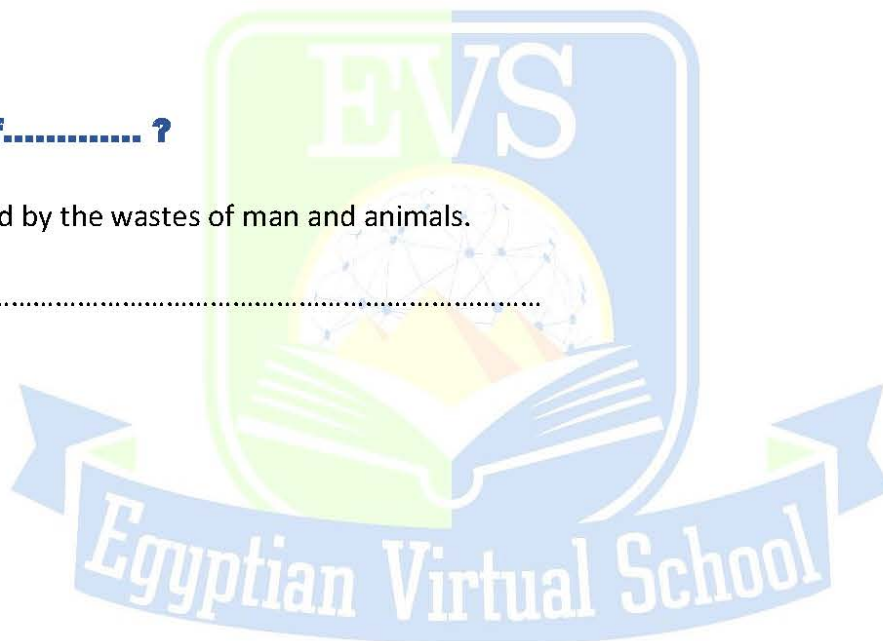 EVS
............. ?
d by the wastes of man and animals.
..........................................................................
Egyptian Virtual School